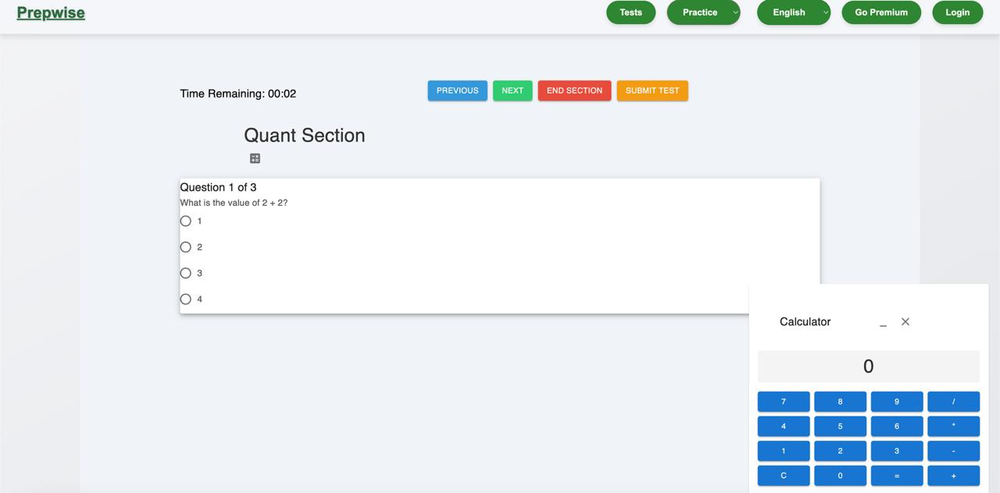 Prepwise
Tests Practice English Go Premium Login
Time Remaining: 00:02
PREVIOUS NEXT END SECTION SUBMIT TEST
Quant Section
Question 1 of 3
What is the value of 2 + 2?
1
2
3
4
Calculator _ ×
0
7 8 9 /
4 5 6 *
1 2 3 -
C 0 = +